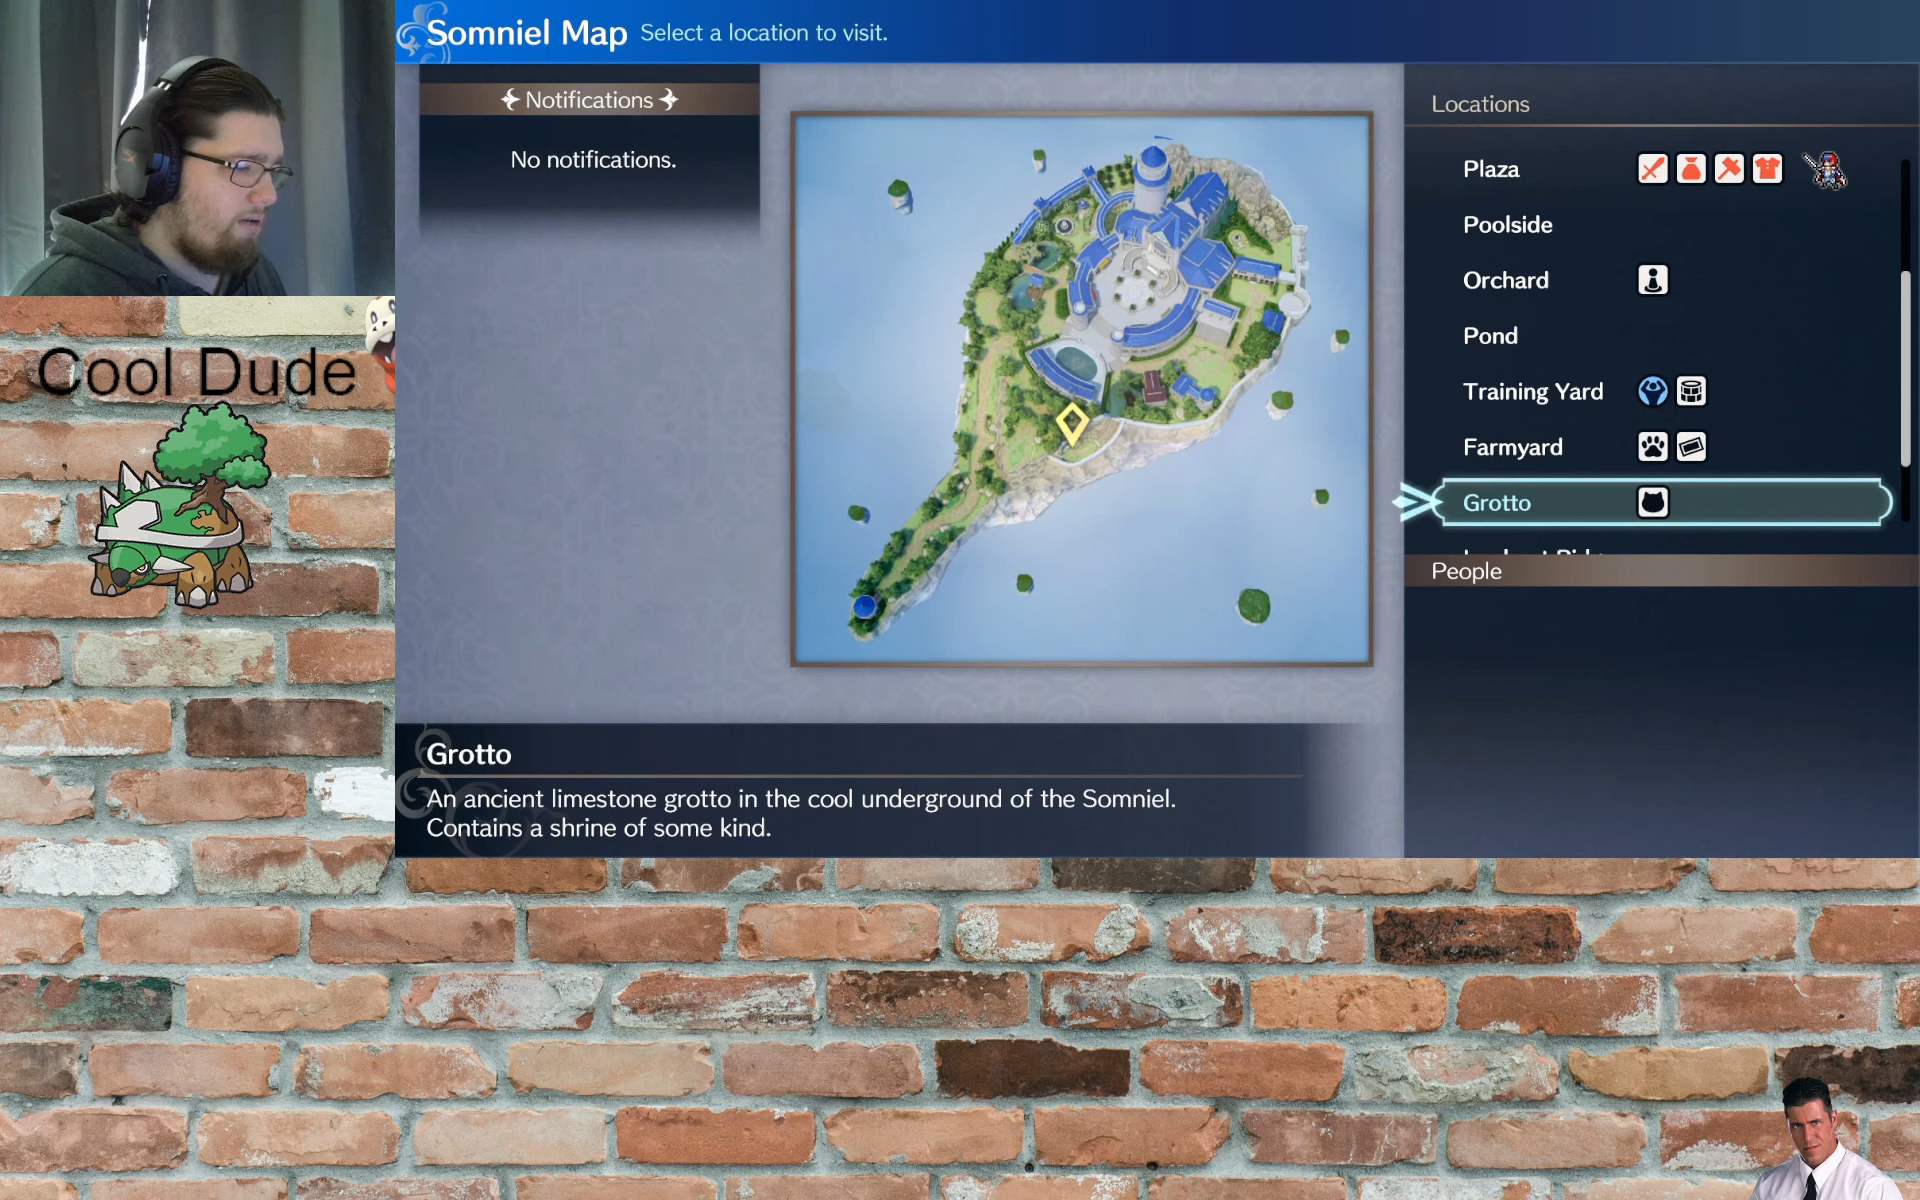 Somniel Map Select a location to visit.
Notifications
No notifications.
Locations
Plaza
Poolside
Orchard
Pond
Training Yard
Farmyard
Grotto
People
Cool Dude
Grotto
An ancient limestone grotto in the cool underground of the Somniel.
Contains a shrine of some kind.